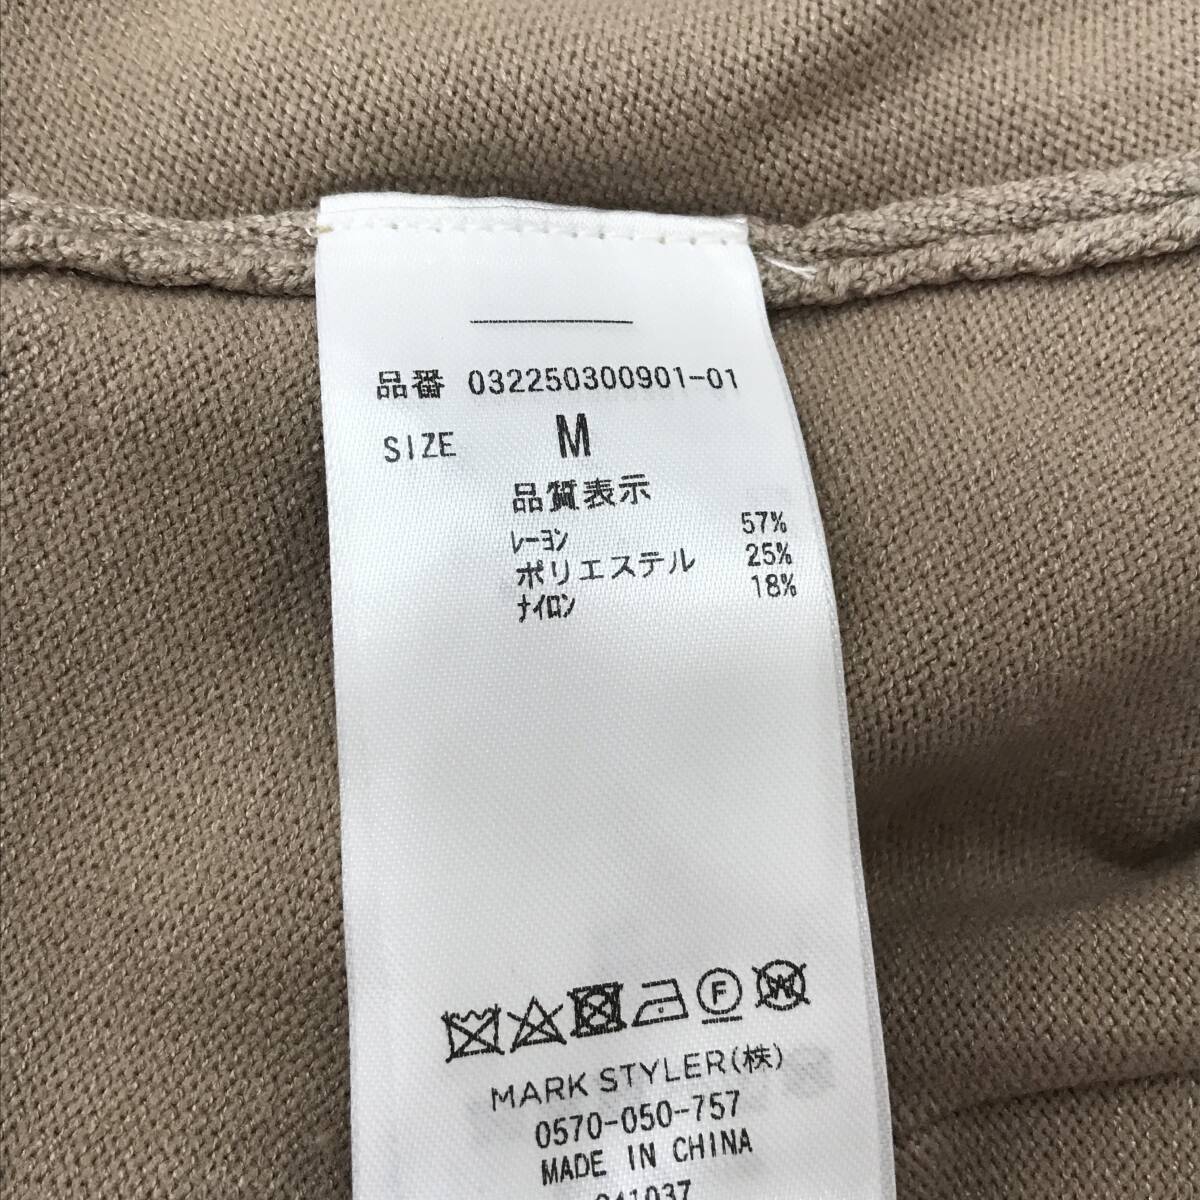 品番 032250300901-01
SIZE M
品質表示
レーヨン 57%
ポリエステル 25%
ナイロン 18%
F W
MARK STYLER(株)
0570-050-757
MADE IN CHINA